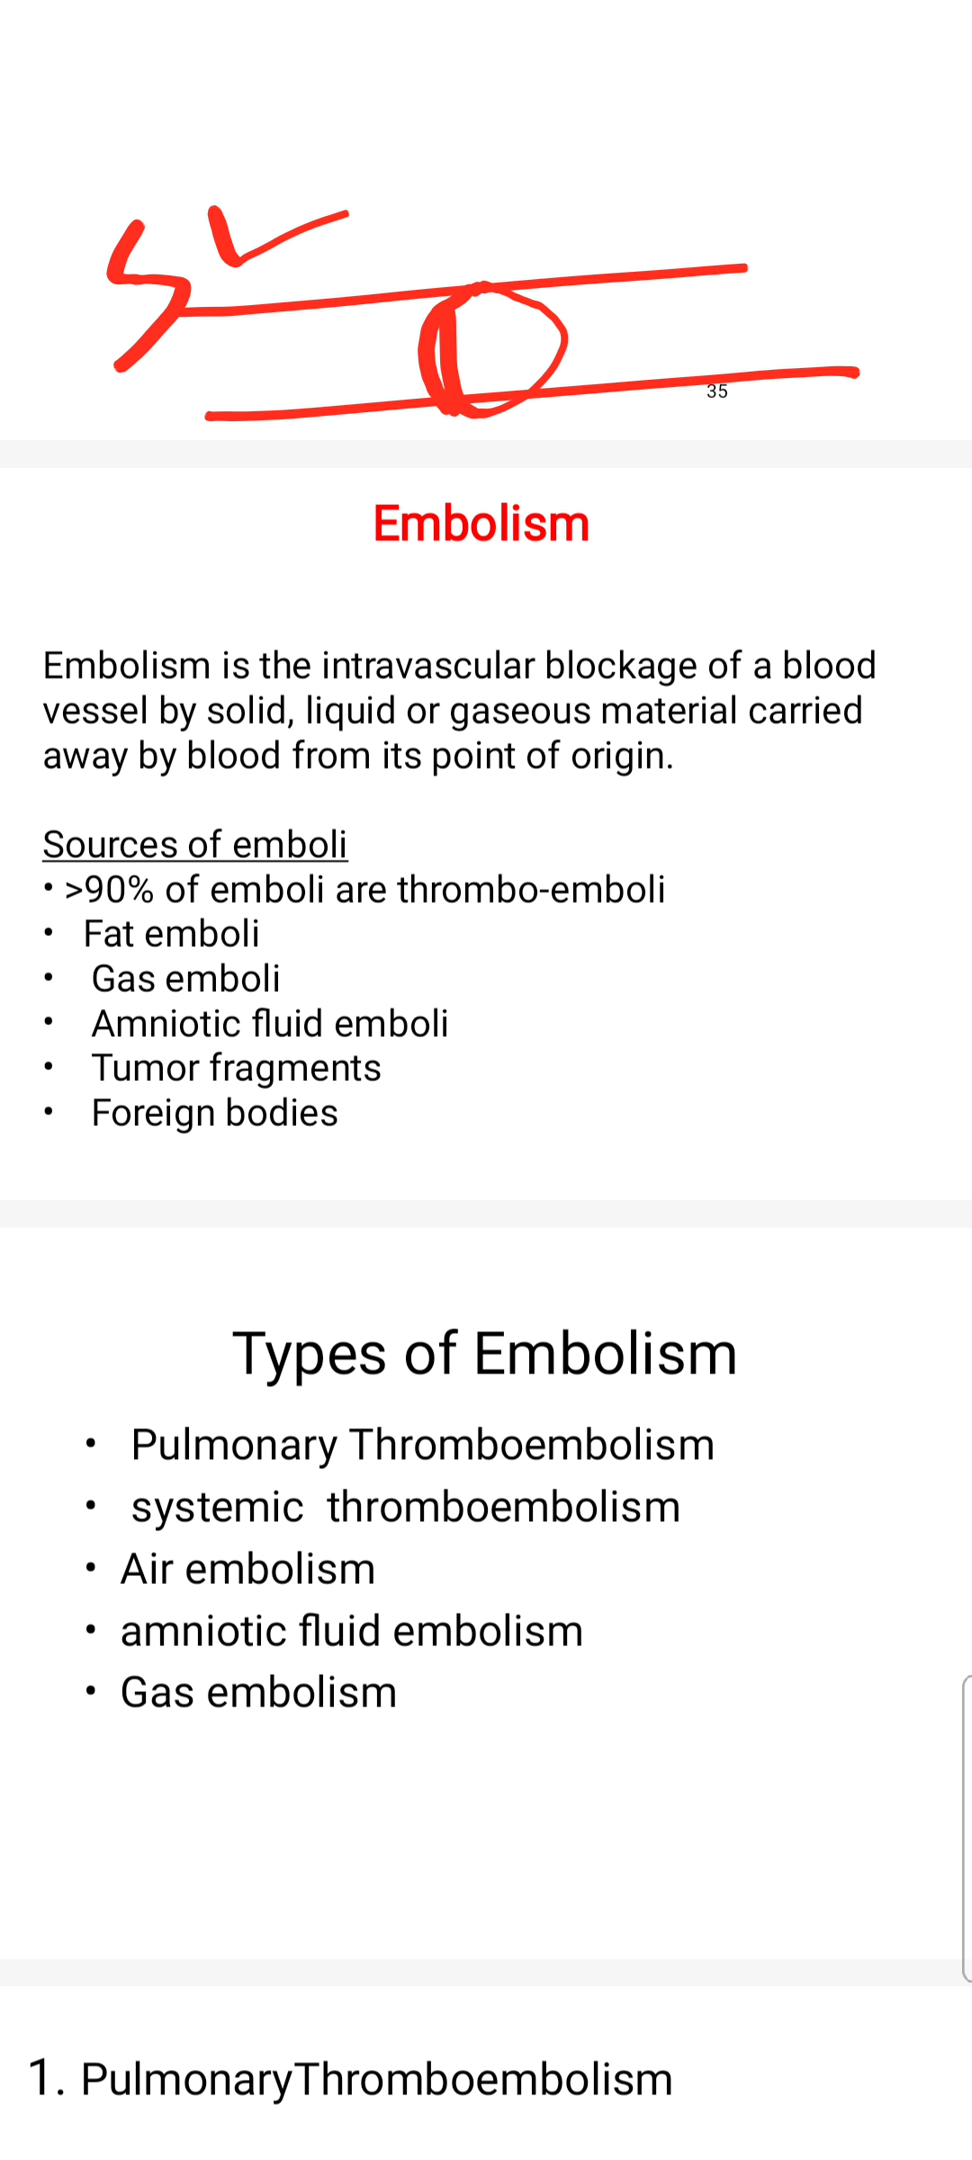 35
Embolism
Embolism is the intravascular blockage of a blood
vessel by solid, liquid or gaseous material carried
away by blood from its point of origin.
Sources of emboli
• >90% of emboli are thrombo-emboli
• Fat emboli
• Gas emboli
• Amniotic fluid emboli
• Tumor fragments
• Foreign bodies
Types of Embolism
• Pulmonary Thromboembolism
• systemic thromboembolism
• Air embolism
• amniotic fluid embolism
• Gas embolism
1. PulmonaryThromboembolism